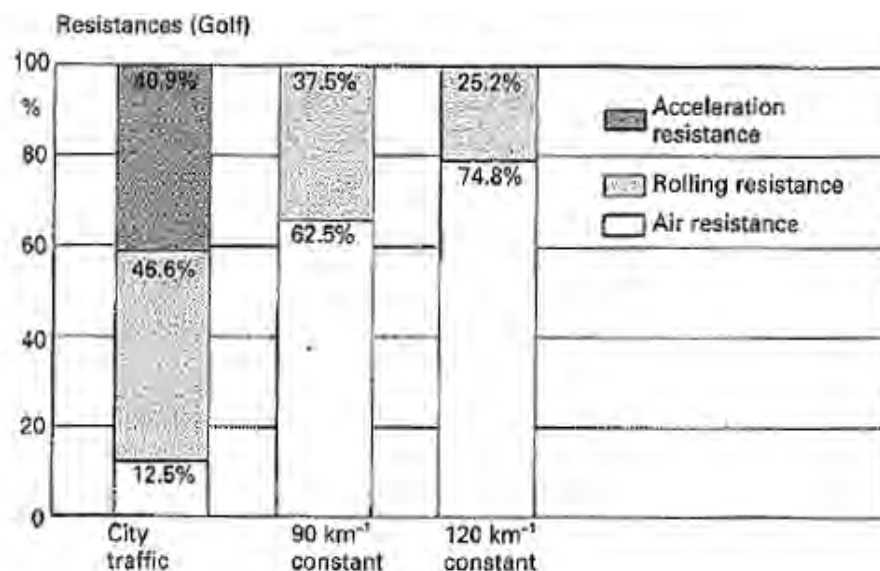 Resistances (Golf)
100
%
80
60
40
20
0
40.9%
46.6%
12.5%
37.5%
62.5%
25.2%
74.8%
Acceleration
resistance
Rolling resistance
Air resistance
City
traffic
90 km⁻¹
constant
120 km⁻¹
constant